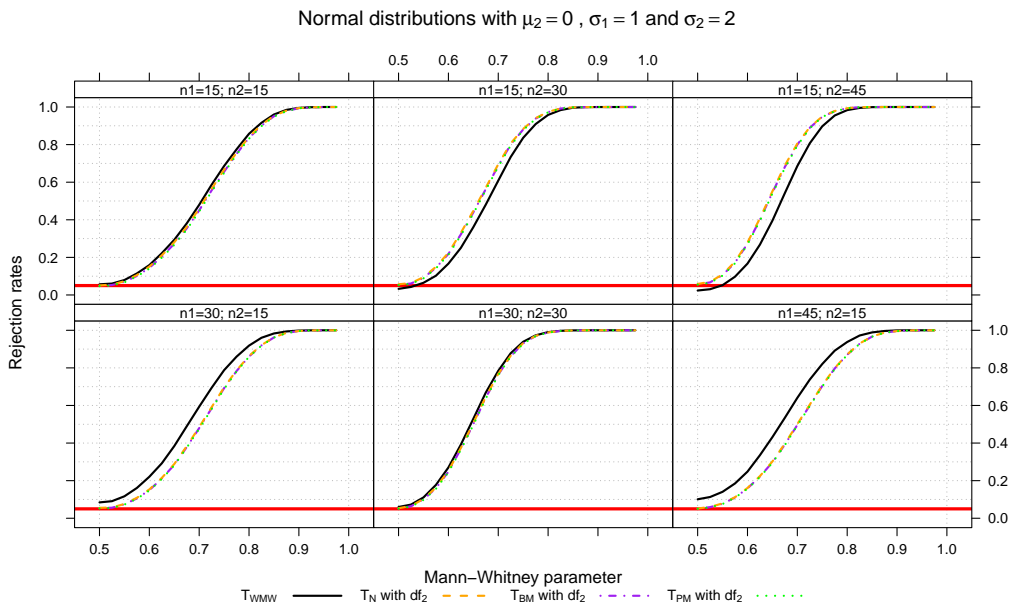 Normal distributions with μ2 = 0 , σ1 = 1 and σ2 = 2
0.5 0.6 0.7 0.8 0.9 1.0
n1=15; n2=15 n1=15; n2=30 n1=15; n2=45
1.0
0.8
0.6
0.4
0.2
0.0
n1=30; n2=15 n1=30; n2=30 n1=45; n2=15
1.0
0.8
0.6
0.4
0.2
0.0
Rejection rates
0.5 0.6 0.7 0.8 0.9 1.0 0.5 0.6 0.7 0.8 0.9 1.0
Mann−Whitney parameter
TWMW TN with df2 TBM with df2 TPM with df2